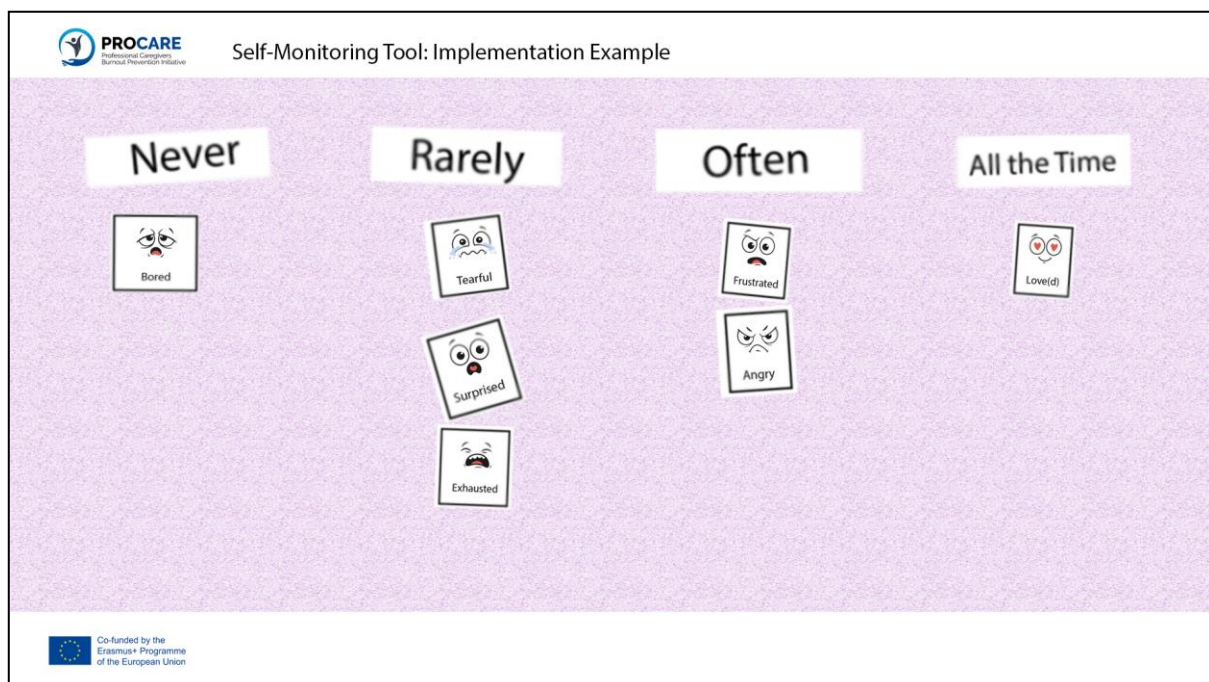 PROCARE
Professional Caregivers
Burnout Prevention Initiative
Self-Monitoring Tool: Implementation Example
Never
Rarely
Often
All the Time
Bored
Tearful
Frustrated
Love(d)
Surprised
Angry
Exhausted
Co-funded by the
Erasmus+ Programme
of the European Union